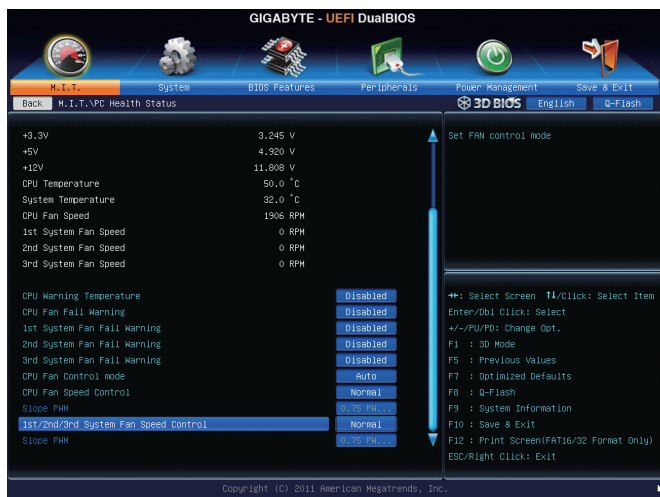 GIGABYTE - UEFI DualBIOS
M.I.T. System BIOS Features Peripherals Power Management Save & Exit
Back M.I.T.\PC Health Status 3D BIOS English Q-Flash
+3.3V 3.245 V
+5V 4.920 V
+12V 11.808 V
CPU Temperature 50.0 °C
System Temperature 32.0 °C
CPU Fan Speed 1906 RPM
1st System Fan Speed 0 RPM
2nd System Fan Speed 0 RPM
3rd System Fan Speed 0 RPM
CPU Warning Temperature Disabled
CPU Fan Fail Warning Disabled
1st System Fan Fail Warning Disabled
2nd System Fan Fail Warning Disabled
3rd System Fan Fail Warning Disabled
CPU Fan Control mode Auto
CPU Fan Speed Control Normal
Slope PWM 0.75 PW...
1st/2nd/3rd System Fan Speed Control Normal
Slope PWM 0.75 PW...
Set FAN control mode
→←: Select Screen ↑↓/Click: Select Item
Enter/Dbl Click: Select
+/-/PU/PD: Change Opt.
F1 : 3D Mode
F5 : Previous Values
F7 : Optimized Defaults
F8 : Q-Flash
F9 : System Information
F10 : Save & Exit
F12 : Print Screen(FAT16/32 Format Only)
ESC/Right Click: Exit
Copyright (C) 2011 American Megatrends, Inc.